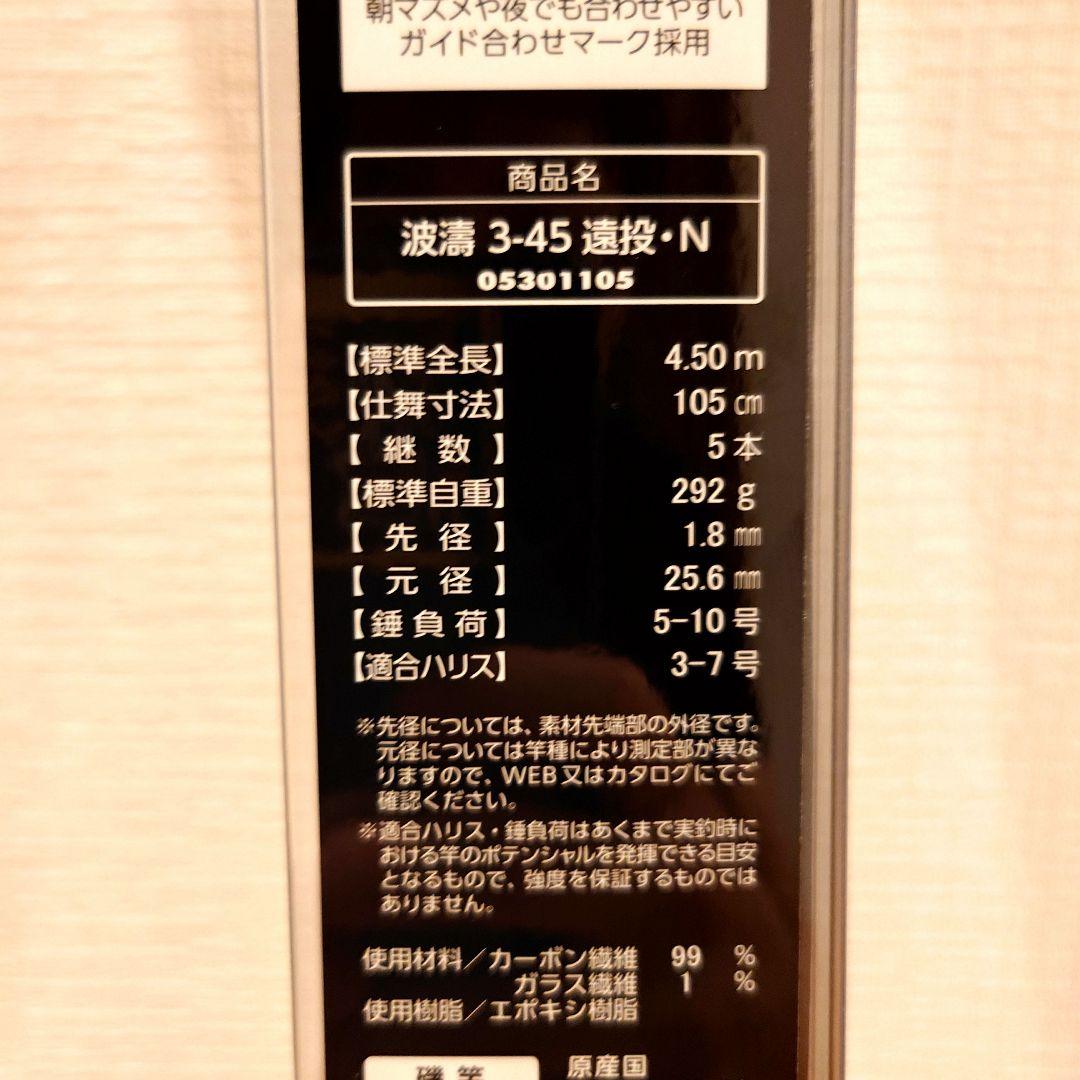 朝マズメや夜でも合わせやすい
ガイド合わせマーク採用
商品名
波濤 3-45 遠投・N
05301105
【標準全長】 4.50 m
【仕舞寸法】 105 cm
【継数】 5 本
【標準自重】 292 g
【先径】 1.8 mm
【元径】 25.6 mm
【錘負荷】 5-10 号
【適合ハリス】 3-7 号
※先径については、素材先端部の外径です。
元径については竿種により測定部が異な
りますので、WEB又はカタログにてご
確認ください。
※適合ハリス・錘負荷はあくまで実釣時に
おける竿のポテンシャルを発揮できる目安
となるもので、強度を保証するものでは
ありません。
使用材料／カーボン繊維 99 %
ガラス繊維 1 %
使用樹脂／エポキシ樹脂
磯竿
原産国